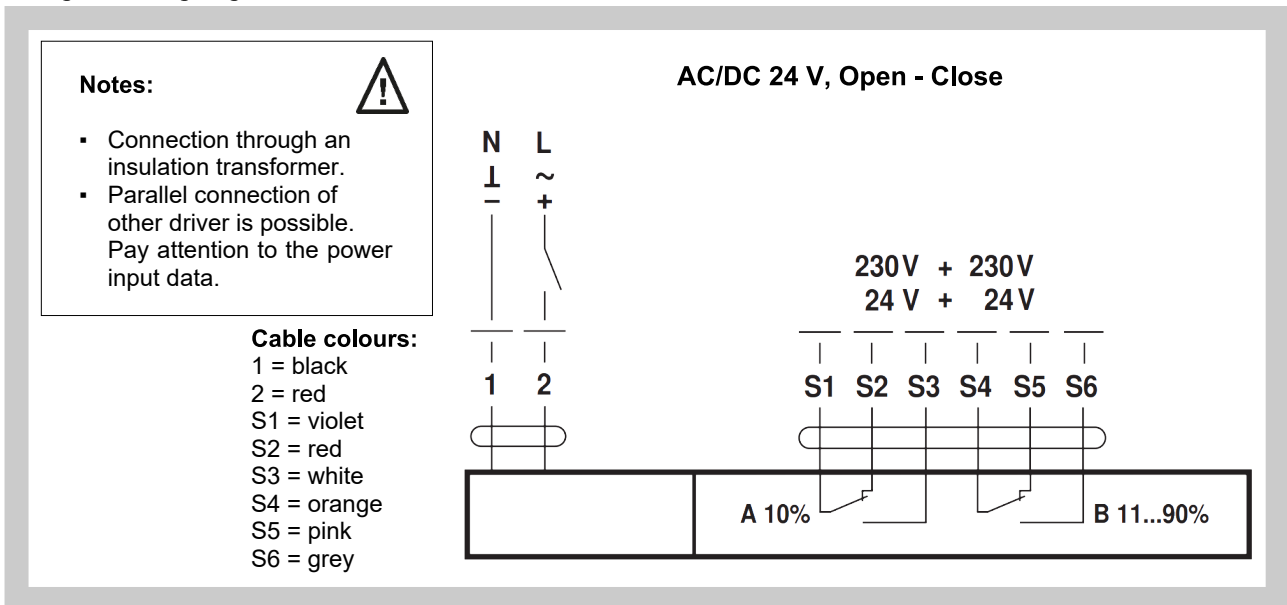 Notes:
▪ Connection through an
insulation transformer.
▪ Parallel connection of
other driver is possible.
Pay attention to the power
input data.
AC/DC 24 V, Open - Close
N L
⊥ ~
− +
230 V + 230 V
24 V + 24 V
Cable colours:
1 = black
2 = red
S1 = violet
S2 = red
S3 = white
S4 = orange
S5 = pink
S6 = grey
1 2
S1 S2 S3 S4 S5 S6
A 10%
B 11...90%